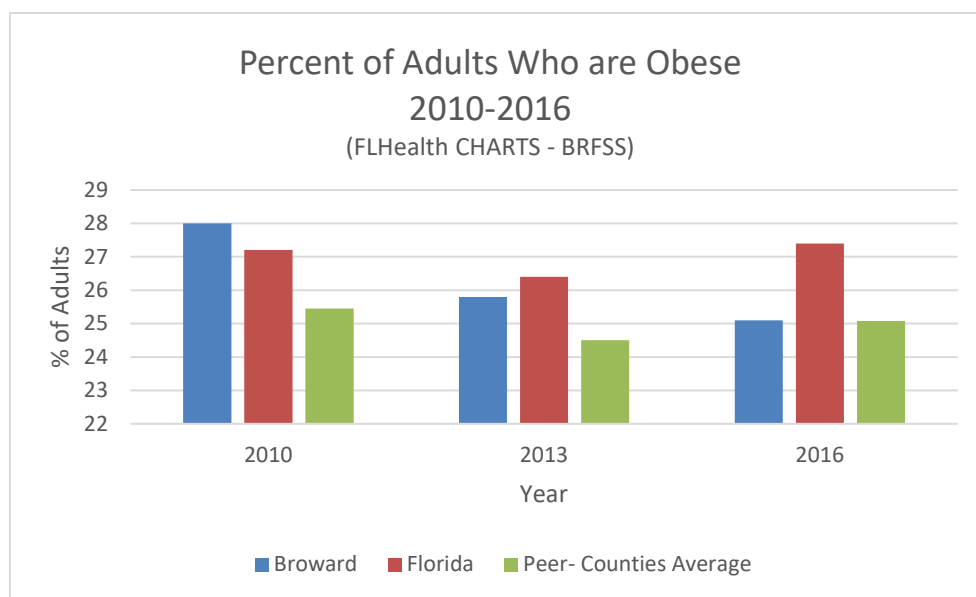 Percent of Adults Who are Obese
2010-2016
(FLHealth CHARTS - BRFSS)
% of Adults
29
28
27
26
25
24
23
22
2010
2013
2016
Year
Broward
Florida
Peer- Counties Average